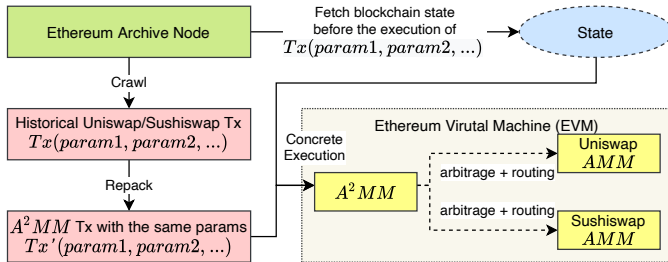 Ethereum Archive Node
Fetch blockchain state
before the execution of
Tx(param1, param2, ...)
State
Crawl
Historical Uniswap/Sushiswap Tx
Tx(param1, param2, ...)
Repack
A²MM Tx with the same params
Tx'(param1, param2, ...)
Concrete
Execution
Ethereum Virutal Machine (EVM)
A²MM
arbitrage + routing
Uniswap
AMM
arbitrage + routing
Sushiswap
AMM